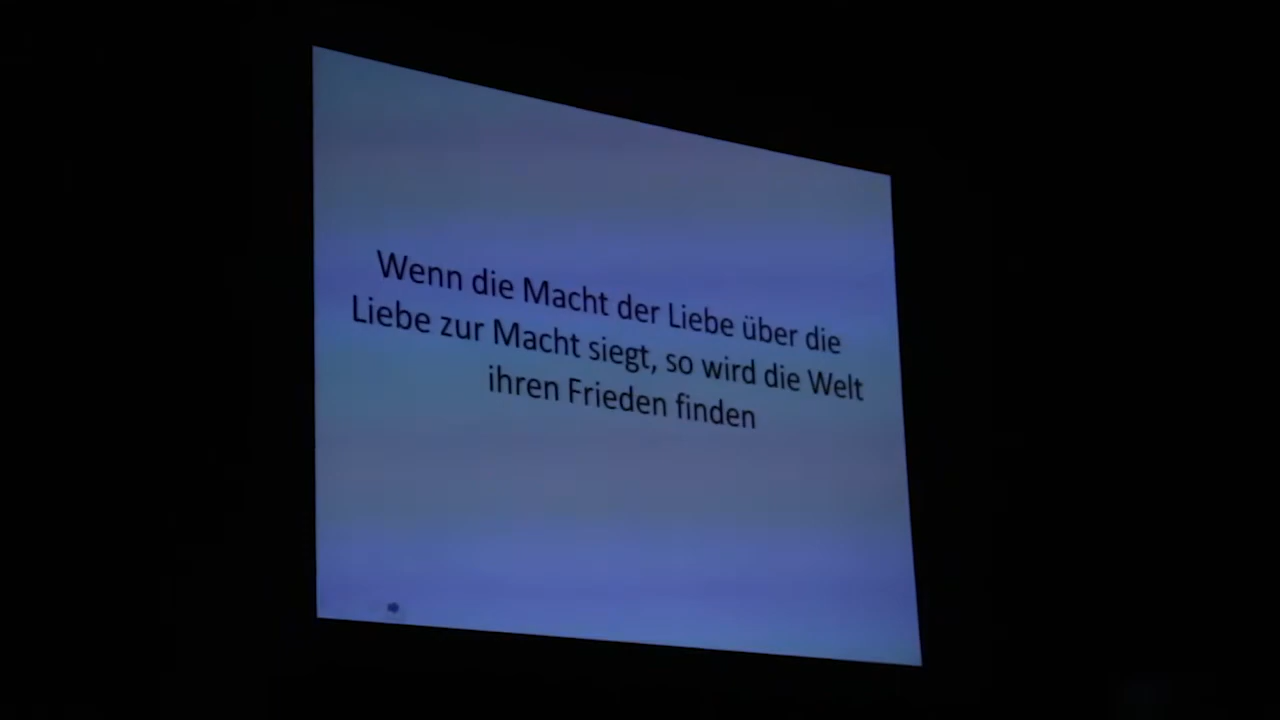 Wenn die Macht der Liebe über die
Liebe zur Macht siegt, so wird die Welt
ihren Frieden finden